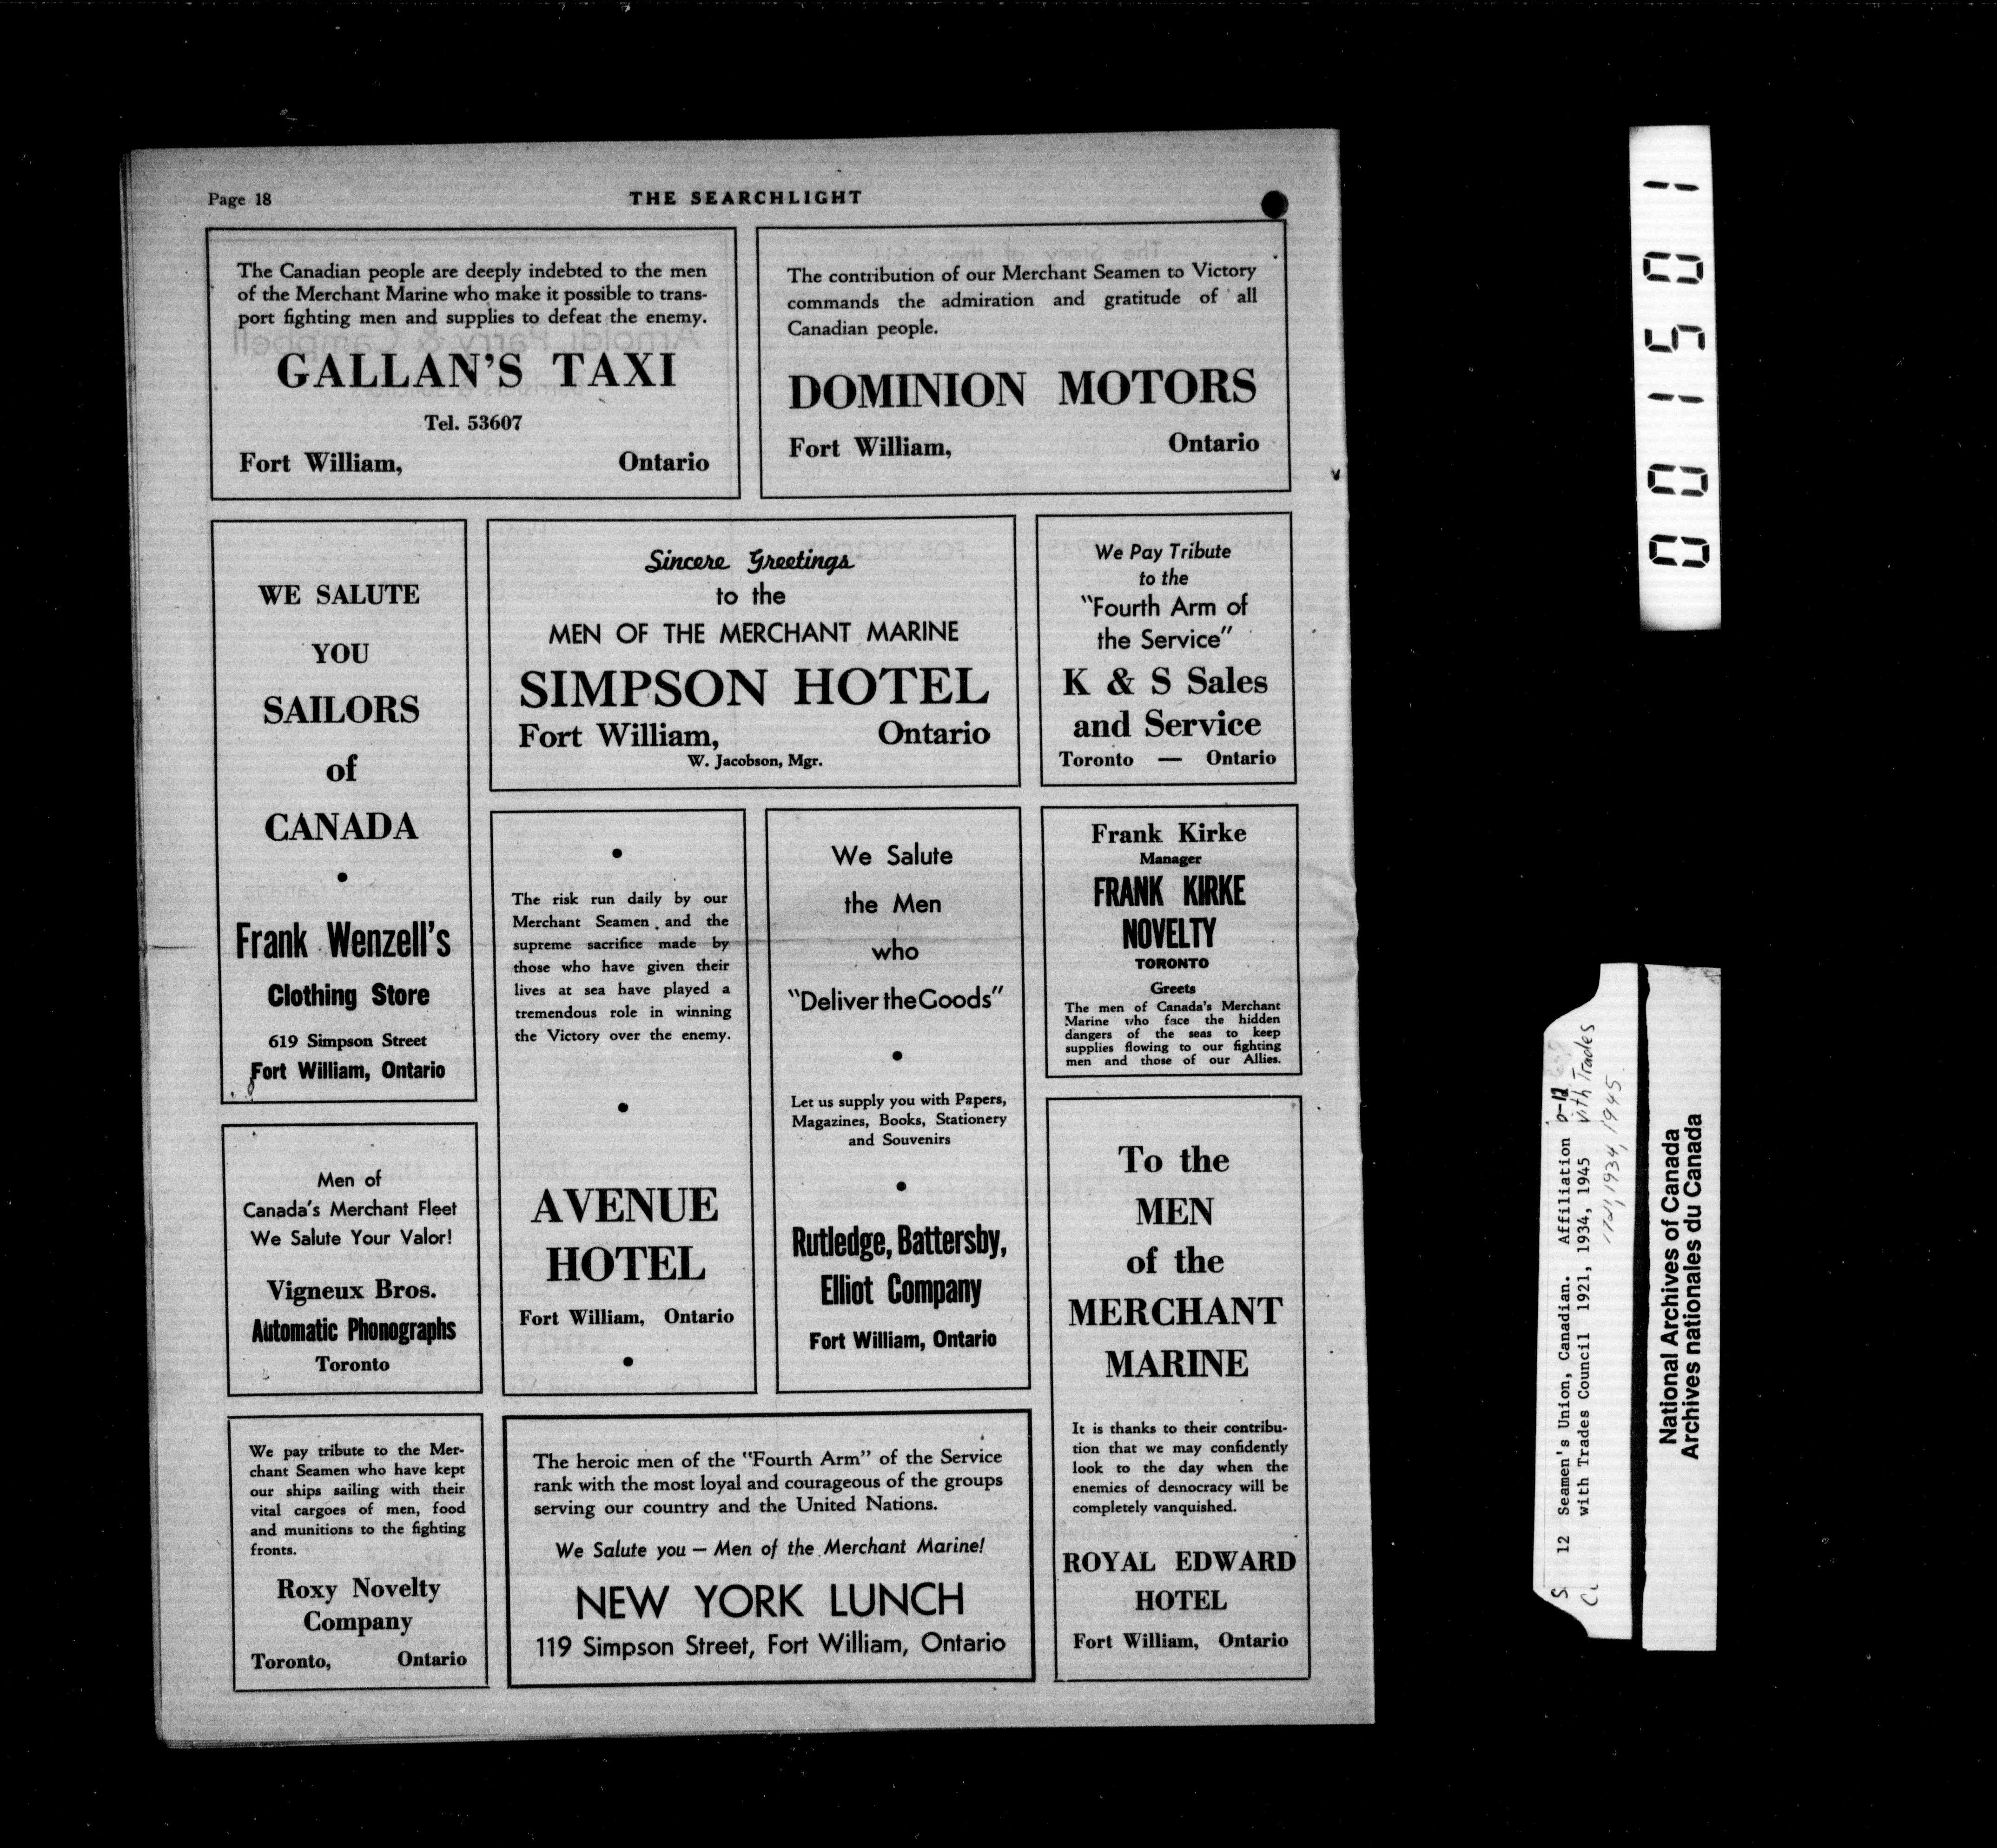 Page 18
THE SEARCHLIGHT
The Canadian people are deeply indebted to the men
of the Merchant Marine who make it possible to trans-
port fighting men and supplies to defeat the enemy.
GALLAN'S TAXI
Tel. 53607
Fort William, Ontario
The contribution of our Merchant Seamen to Victory
commands the admiration and gratitude of all
Canadian people.
DOMINION MOTORS
Fort William, Ontario
WE SALUTE
YOU
SAILORS
of
CANADA
Frank Wenzell's
Clothing Store
619 Simpson Street
Fort William, Ontario
Sincere Greetings
to the
MEN OF THE MERCHANT MARINE
SIMPSON HOTEL
Fort William, Ontario
W. Jacobson, Mgr.
We Pay Tribute
to the
"Fourth Arm of
the Service"
K & S Sales
and Service
Toronto — Ontario
The risk run daily by our
Merchant Seamen and the
supreme sacrifice made by
those who have given their
lives at sea have played a
tremendous role in winning
the Victory over the enemy.
AVENUE
HOTEL
Fort William, Ontario
We Salute
the Men
who
"Deliver the Goods"
Let us supply you with Papers,
Magazines, Books, Stationery
and Souvenirs
Rutledge, Battersby,
Elliot Company
Fort William, Ontario
Frank Kirke
Manager
FRANK KIRKE
NOVELTY
TORONTO
Greets
The men of Canada's Merchant
Marine who face the hidden
dangers of the seas to keep
supplies flowing to our fighting
men and those of our Allies.
Men of
Canada's Merchant Fleet
We Salute Your Valor!
Vigneux Bros.
Automatic Phonographs
Toronto
To the
MEN
of the
MERCHANT
MARINE
It is thanks to their contribu-
tion that we may confidently
look to the day when the
enemies of democracy will be
completely vanquished.
ROYAL EDWARD
HOTEL
Fort William, Ontario
We pay tribute to the Mer-
chant Seamen who have kept
our ships sailing with their
vital cargoes of men, food
and munitions to the fighting
fronts.
Roxy Novelty
Company
Toronto, Ontario
The heroic men of the "Fourth Arm" of the Service
rank with the most loyal and courageous of the groups
serving our country and the United Nations.
We Salute you — Men of the Merchant Marine!
NEW YORK LUNCH
119 Simpson Street, Fort William, Ontario
001501
12 Seamen's Union, Canadian. Affiliation
with Trades Council 1921, 1934, 1945 with Trades
1934, 1945
National Archives of Canada
Archives nationales du Canada